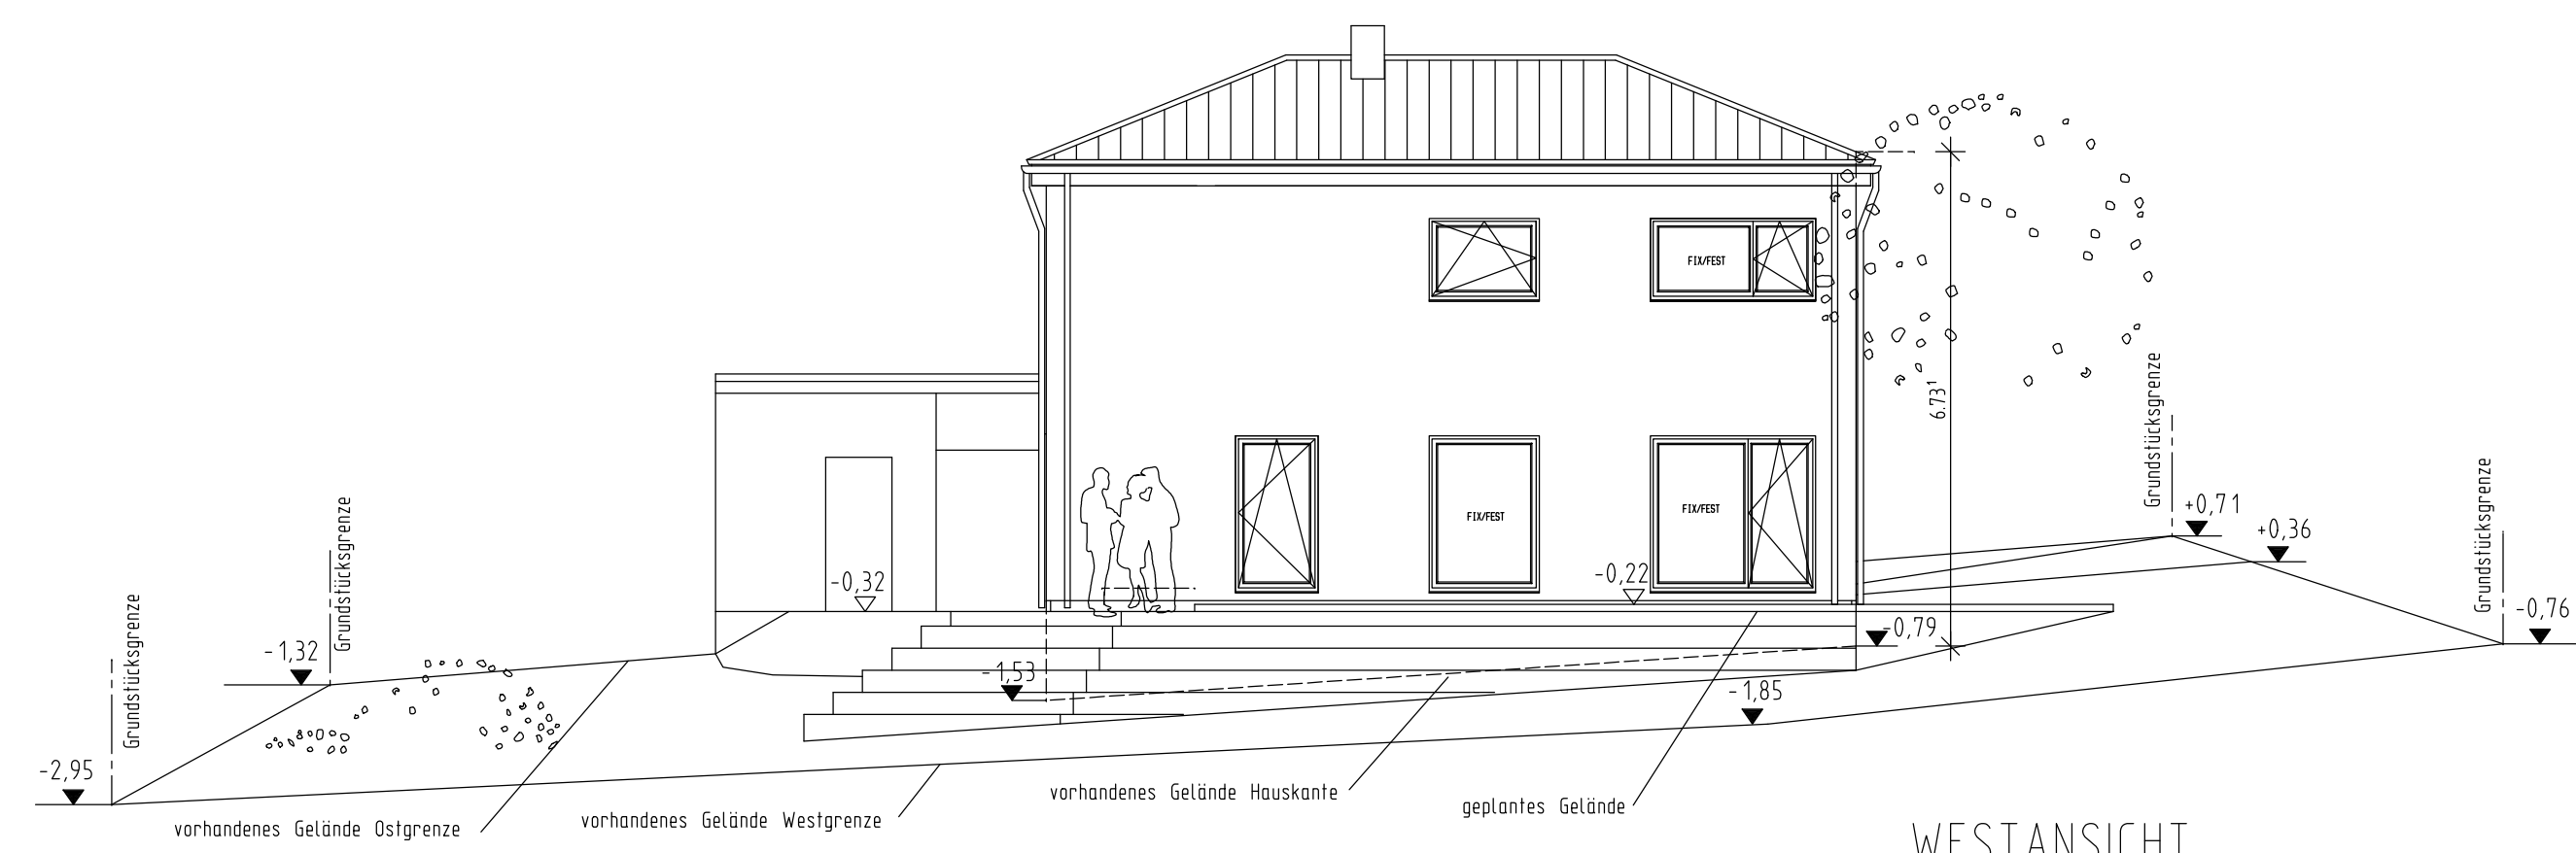 FIX/FEST
6.73¹
Grundstücksgrenze
+0,71
+0,36
Grundstücksgrenze
-0,76
FIX/FEST
FIX/FEST
-0,32
-0,22
-0,79
Grundstücksgrenze
-1,32
Grundstücksgrenze
-1,53
-1,85
-2,95
vorhandenes Gelände Hauskante
geplantes Gelände
vorhandenes Gelände Westgrenze
vorhandenes Gelände Ostgrenze
WESTANSICHT